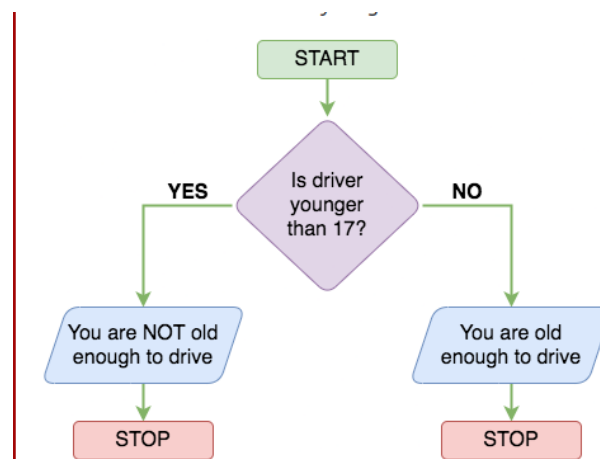 START
Is driver
younger
than 17?
YES
NO
You are NOT old
enough to drive
You are old
enough to drive
STOP
STOP